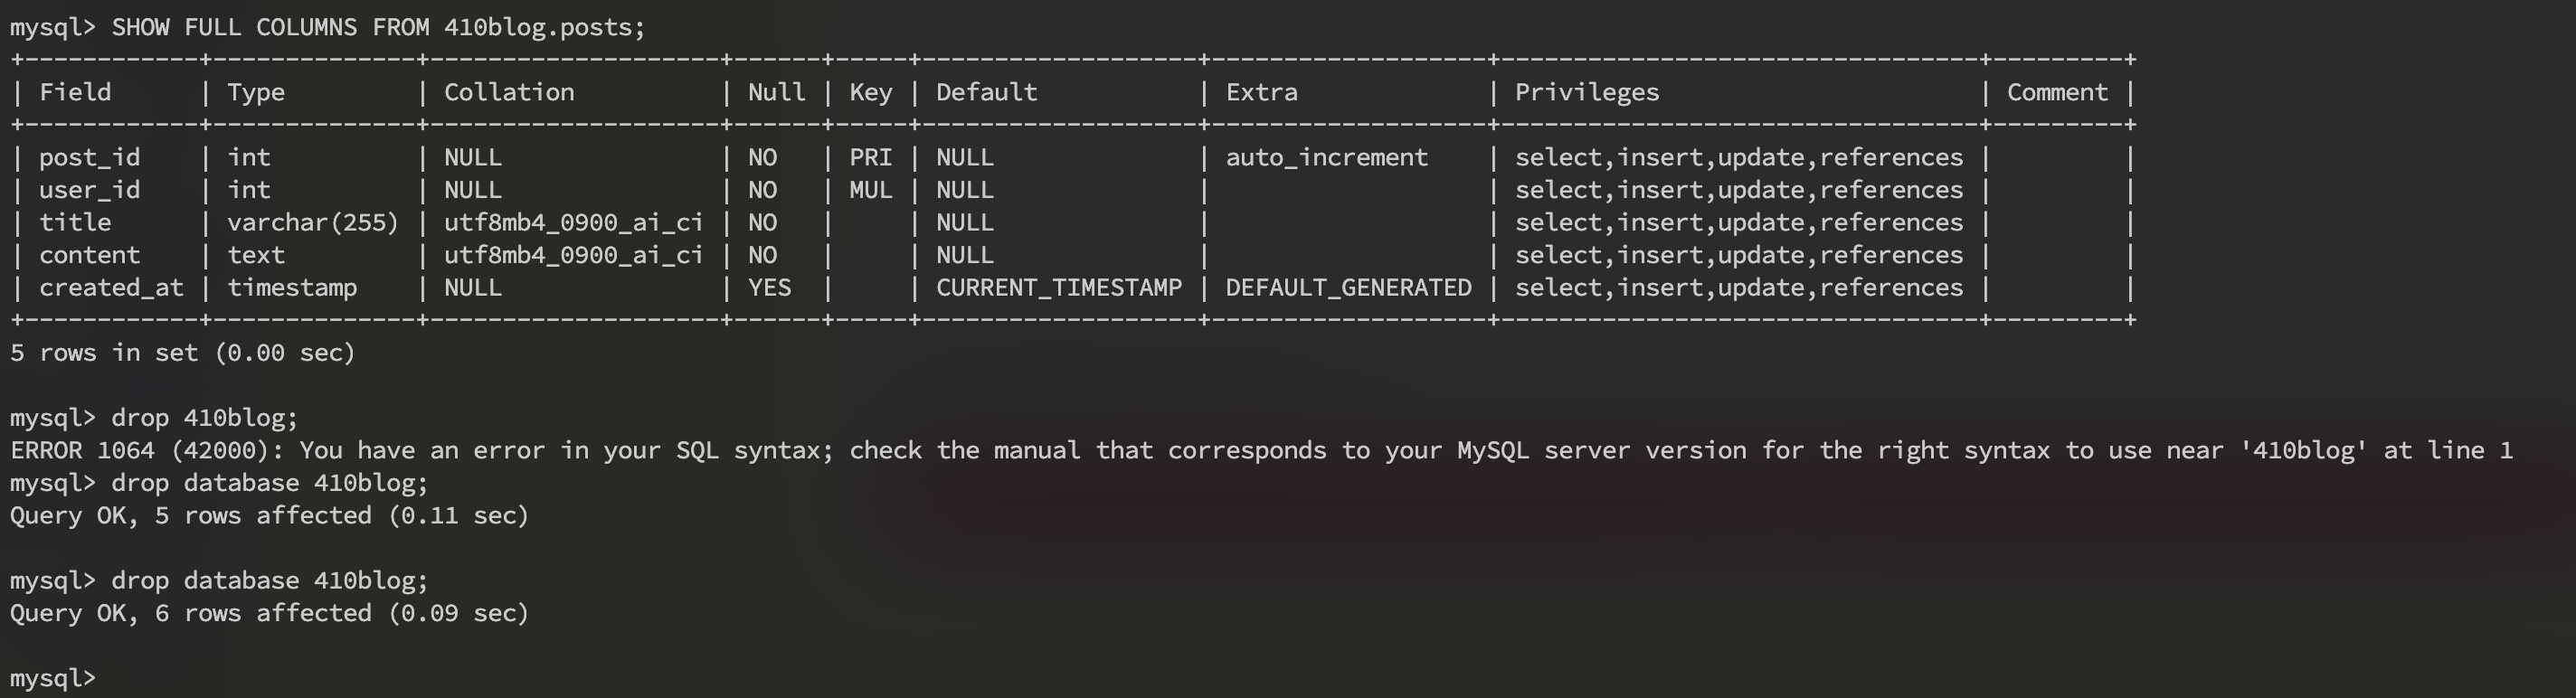 mysql> SHOW FULL COLUMNS FROM 410blog.posts;
+------------+--------------+--------------------+------+-----+-------------------+-------------------+---------------------------------+---------+
| Field      | Type         | Collation          | Null | Key | Default           | Extra             | Privileges                      | Comment |
+------------+--------------+--------------------+------+-----+-------------------+-------------------+---------------------------------+---------+
| post_id    | int          | NULL               | NO   | PRI | NULL              | auto_increment    | select,insert,update,references |         |
| user_id    | int          | NULL               | NO   | MUL | NULL              |                   | select,insert,update,references |         |
| title      | varchar(255) | utf8mb4_0900_ai_ci | NO   |     | NULL              |                   | select,insert,update,references |         |
| content    | text         | utf8mb4_0900_ai_ci | NO   |     | NULL              |                   | select,insert,update,references |         |
| created_at | timestamp    | NULL               | YES  |     | CURRENT_TIMESTAMP | DEFAULT_GENERATED | select,insert,update,references |         |
+------------+--------------+--------------------+------+-----+-------------------+-------------------+---------------------------------+---------+
5 rows in set (0.00 sec)

mysql> drop 410blog;
ERROR 1064 (42000): You have an error in your SQL syntax; check the manual that corresponds to your MySQL server version for the right syntax to use near '410blog' at line 1
mysql> drop database 410blog;
Query OK, 5 rows affected (0.11 sec)

mysql> drop database 410blog;
Query OK, 6 rows affected (0.09 sec)

mysql>